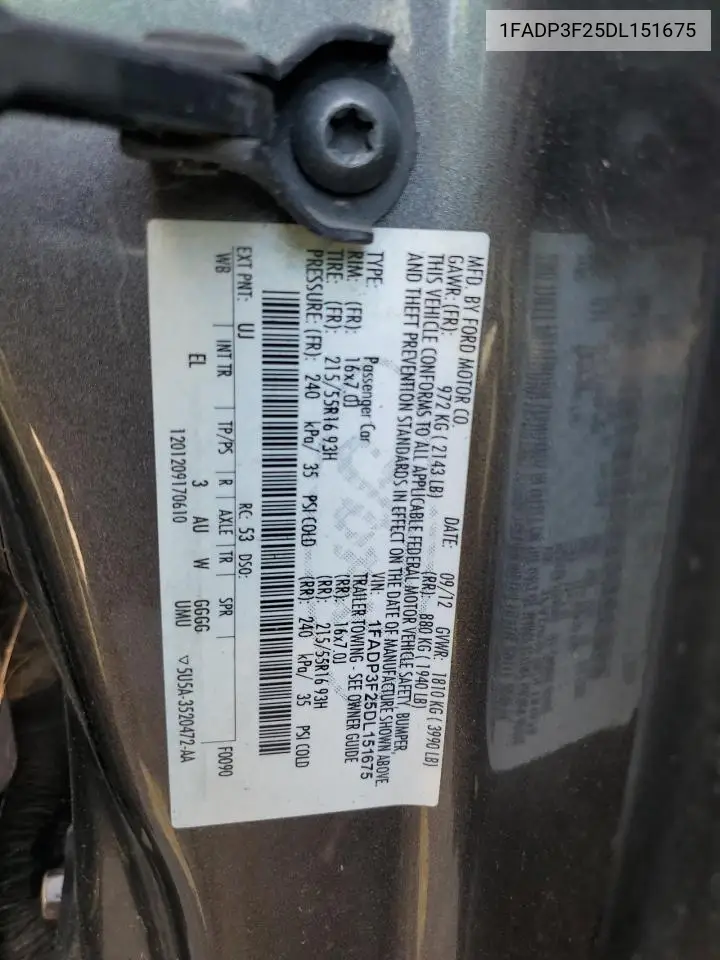 1FADP3F25DL151675
MFD. BY FORD MOTOR CO.
DATE: 09/12 GVWR: 1810 KG ( 3990 LB)
GAWR: (FR): 972 KG ( 2143 LB) (RR): 880 KG ( 1940 LB)
THIS VEHICLE CONFORMS TO ALL APPLICABLE FEDERAL MOTOR VEHICLE SAFETY, BUMPER,
AND THEFT PREVENTION STANDARDS IN EFFECT ON THE DATE OF MANUFACTURE SHOWN ABOVE.
VIN: 1FADP3F25DL151675
TYPE: Passenger Car TRAILER TOWING - SEE OWNER GUIDE
RIM: (FR): 16x7.0J (RR): 16x7.0J
TIRE: (FR): 215/55R16 93H (RR): 215/55R16 93H
PRESSURE: (FR): 240 kPa/ 35 PSI COLD (RR): 240 kPa/ 35 PSI COLD
EXT PNT: UJ RC: 53 DSO:
WB INT TR TP/PS R AXLE TR SPR F0090
EL 3 AU W GGGG
UMU
1201209170610 ▽5U5A-3520472-AA